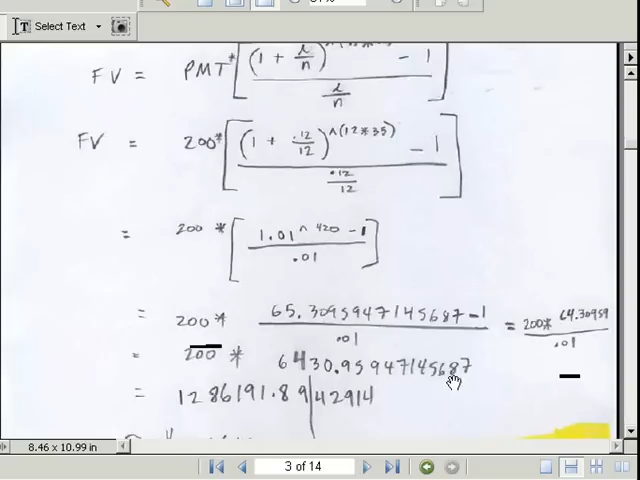 Select Text
FV = PMT* [ (1 + i/n) - 1 / i/n ]
FV = 200* [ (1 + .12/12)^(12*35) - 1 / .12/12 ]
= 200 * [ 1.01^420 - 1 / .01 ]
= 200 * 65.3095947145687-1 / .01 = 200* 64.30959 / .01
= 200 * 6430.95947145687
= 1286191.89|42914
8.46 x 10.99 in
3 of 14